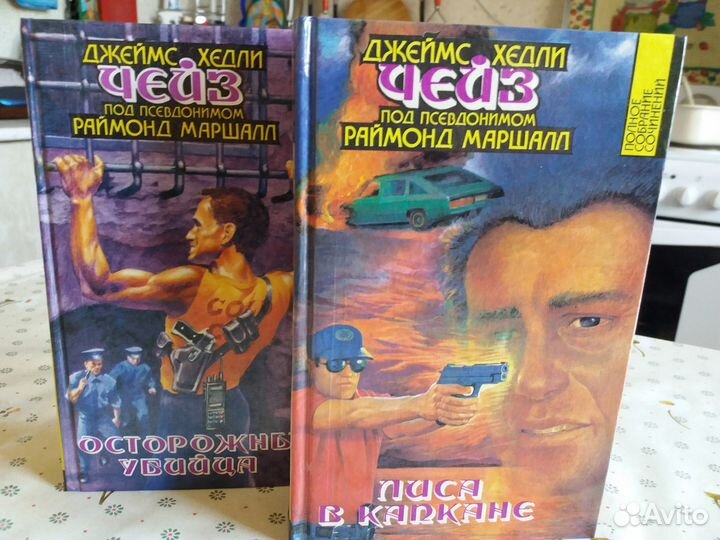 ДЖЕЙМС ХЕДЛИ
ЧЕЙЗ
ПОД ПСЕВДОНИМОМ
РАЙМОНД МАРШАЛЛ
ОСТОРОЖНЫ
УБИЙЦА
ДЖЕЙМС ХЕДЛИ
ЧЕЙЗ
ПОД ПСЕВДОНИМОМ
РАЙМОНД МАРШАЛЛ
ПОЛНОЕ
СОБРАНИЕ
СОЧИНЕНИЙ
ЛИСА
В КАПКАНЕ
Avito